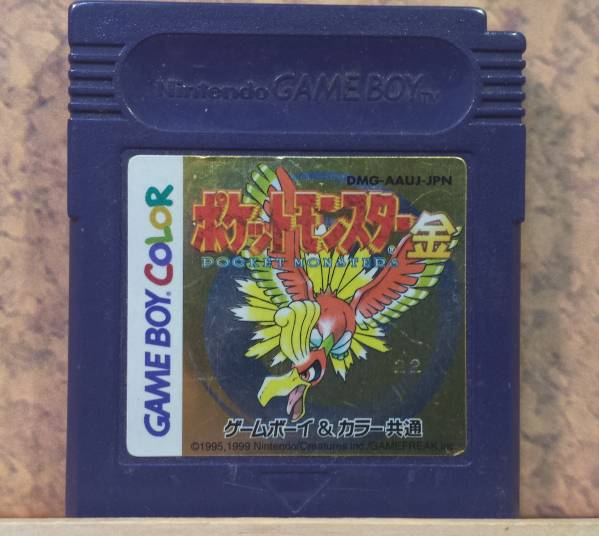 Nintendo GAME BOY TM
GAME BOY COLOR
DMG-AAUJ-JPN
ポケットモンスター金
POCKET MONSTERS
22
ゲームボーイ&カラー共通
©1995,1999 Nintendo/Creatures inc./GAMEFREAK inc.